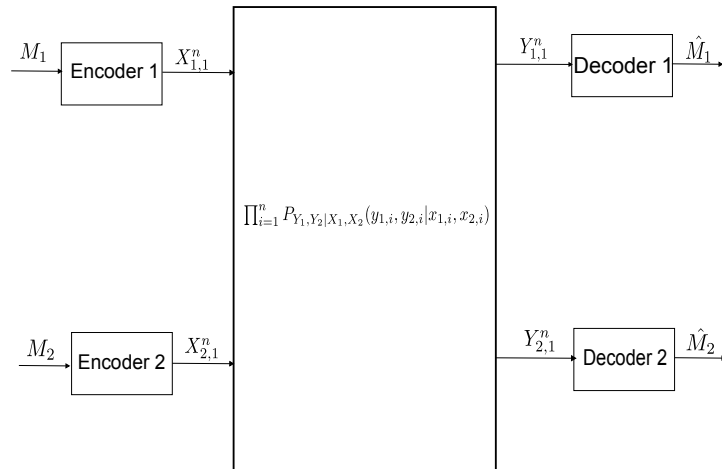 M_1 Encoder 1 X_{1,1}^n Y_{1,1}^n Decoder 1 \hat{M}_1
\prod_{i=1}^n P_{Y_1,Y_2|X_1,X_2}(y_{1,i}, y_{2,i}|x_{1,i}, x_{2,i})
M_2 Encoder 2 X_{2,1}^n Y_{2,1}^n Decoder 2 \hat{M}_2